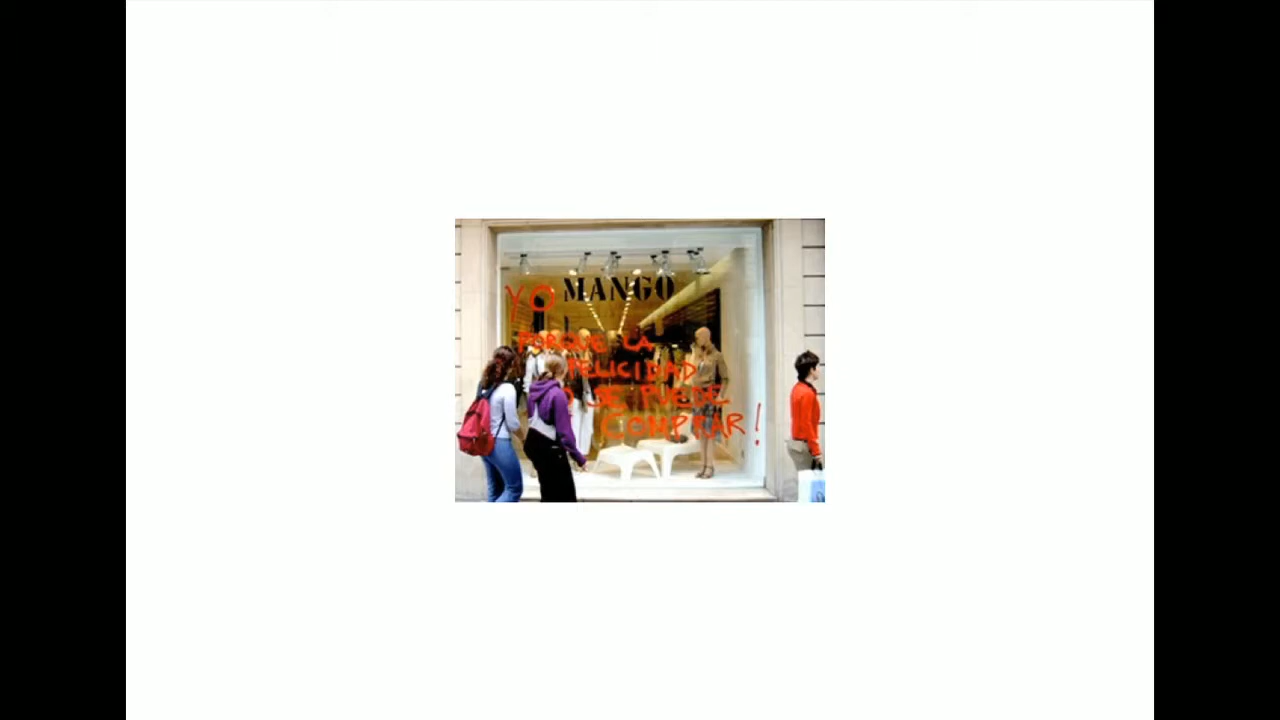 YO MANGO
PORQUE LA
FELICIDAD
SE PUEDE
COMPRAR!